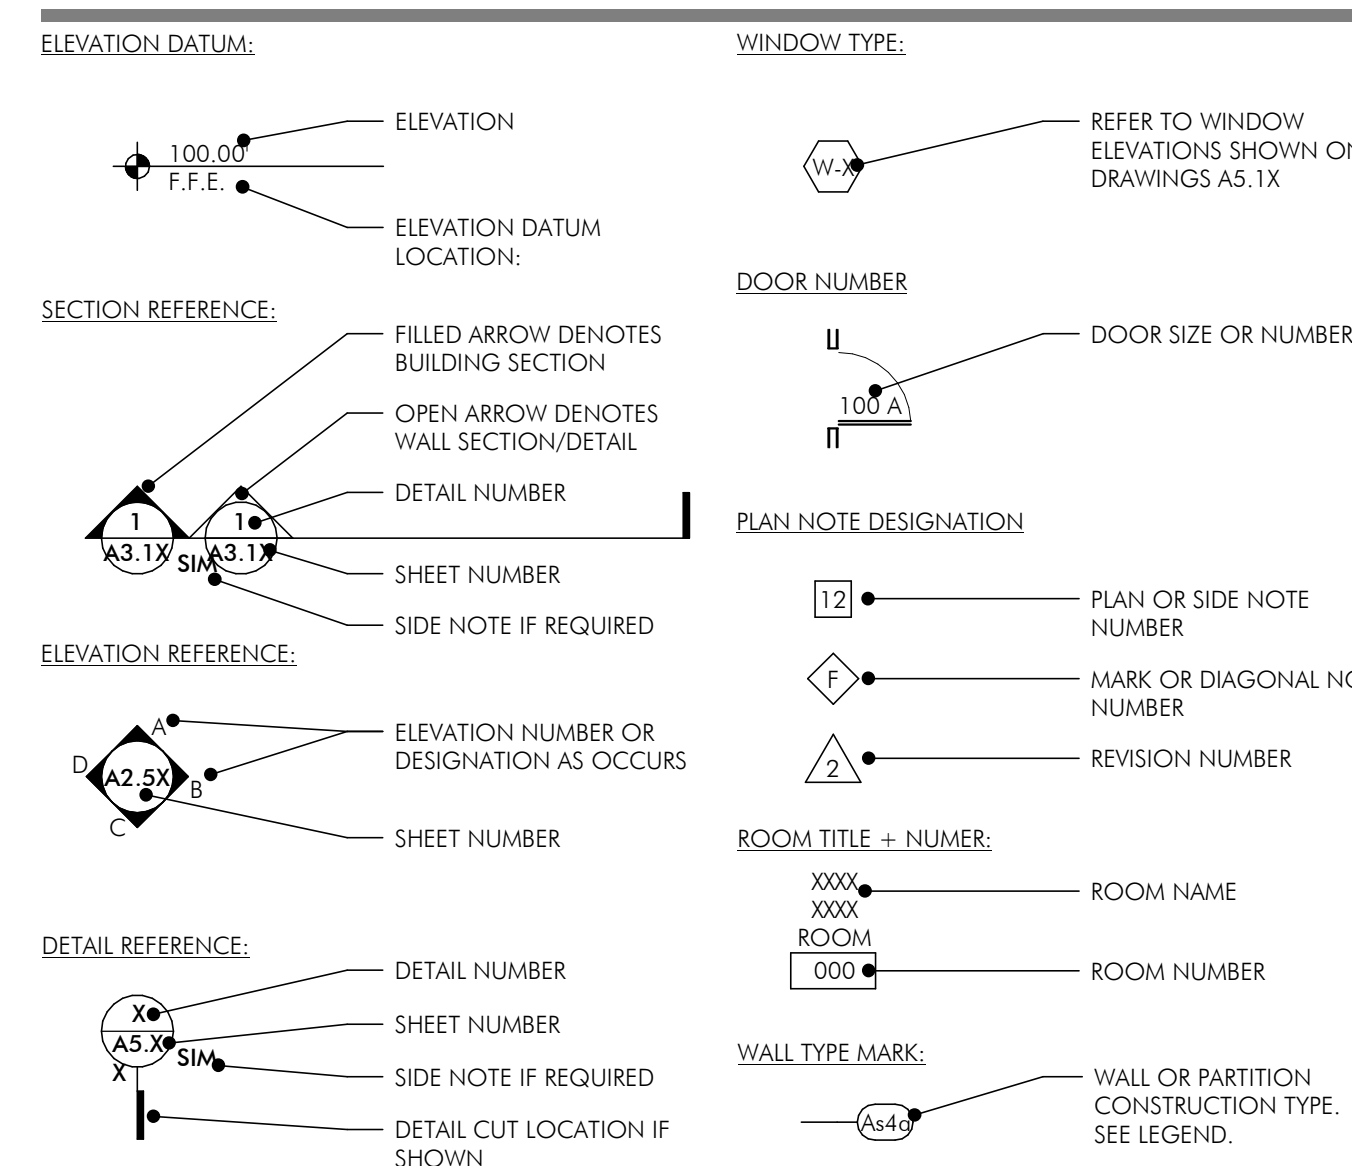 ELEVATION DATUM:
100.00'
F.F.E.
ELEVATION
ELEVATION DATUM
LOCATION:
SECTION REFERENCE:
FILLED ARROW DENOTES
BUILDING SECTION
OPEN ARROW DENOTES
WALL SECTION/DETAIL
DETAIL NUMBER
1
A3.1X
SIM
1
A3.1X
SHEET NUMBER
SIDE NOTE IF REQUIRED
ELEVATION REFERENCE:
A
D
A2.5X
B
C
ELEVATION NUMBER OR
DESIGNATION AS OCCURS
SHEET NUMBER
DETAIL REFERENCE:
X
A5.X
X
SIM
DETAIL NUMBER
SHEET NUMBER
SIDE NOTE IF REQUIRED
DETAIL CUT LOCATION IF
SHOWN
WINDOW TYPE:
W-X
REFER TO WINDOW
ELEVATIONS SHOWN ON
DRAWINGS A5.1X
DOOR NUMBER
100 A
DOOR SIZE OR NUMBER
PLAN NOTE DESIGNATION
12
PLAN OR SIDE NOTE
NUMBER
F
MARK OR DIAGONAL
NUMBER
2
REVISION NUMBER
ROOM TITLE + NUMER:
XXXX
XXXX
ROOM
000
ROOM NAME
ROOM NUMBER
WALL TYPE MARK:
As4a
WALL OR PARTITION
CONSTRUCTION TYPE.
SEE LEGEND.